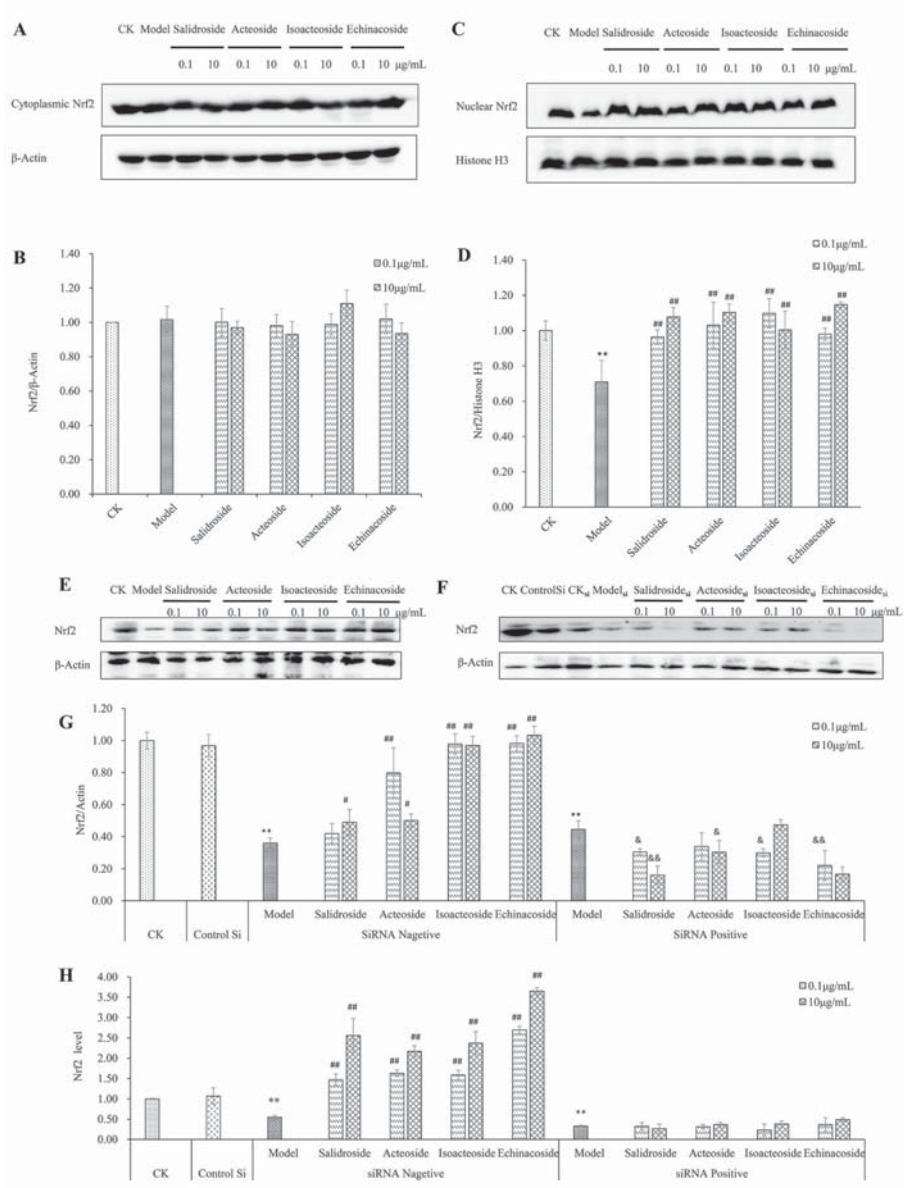 A
CK Model Salidroside Acteoside Isoacteoside Echinacoside
0.1 10 0.1 10 0.1 10 0.1 10 μg/mL
Cytoplasmic Nrf2
β-Actin
C
CK Model Salidroside Acteoside Isoacteoside Echinacoside
0.1 10 0.1 10 0.1 10 0.1 10 μg/mL
Nuclear Nrf2
Histone H3
B
1.40
1.20
1.00
0.80
0.60
0.40
0.20
0.00
Nrf2/β-Actin
0.1μg/mL
10μg/mL
CK Model Salidroside Acteoside Isoacteoside Echinacoside
D
1.40
1.20
1.00
0.80
0.60
0.40
0.20
0.00
Nrf2/Histone H3
0.1μg/mL
10μg/mL
** ## ## ## ## ## ## ## ##
CK Model Salidroside Acteoside Isoacteoside Echinacoside
E
CK Model Salidroside Acteoside Isoacteoside Echinacoside
0.1 10 0.1 10 0.1 10 0.1 10 μg/mL
Nrf2
β-Actin
F
CK ControlSi CKsi Modelsi Salidrosidesi Acteosidesi Isoacteosidesi Echinacosidesi
0.1 10 0.1 10 0.1 10 0.1 10 μg/mL
Nrf2
β-Actin
G
1.20
1.00
0.80
0.60
0.40
0.20
0.00
Nrf2/Actin
0.1μg/mL
10μg/mL
** # ## # ## ## ## ## ** & && & & &&
Model Salidroside Acteoside Isoacteoside Echinacoside Model Salidroside Acteoside Isoacteoside Echinacoside
CK Control Si SiRNA Nagetive SiRNA Positive
H
4.00
3.50
3.00
2.50
2.00
1.50
1.00
0.50
0.00
Nrf2 level
0.1μg/mL
10μg/mL
** ## ## ## ## ## ## ## ## **
Model Salidroside Acteoside Isoacteoside Echinacoside Model Salidroside Acteoside Isoacteoside Echinacoside
CK Control Si siRNA Nagetive siRNA Positive